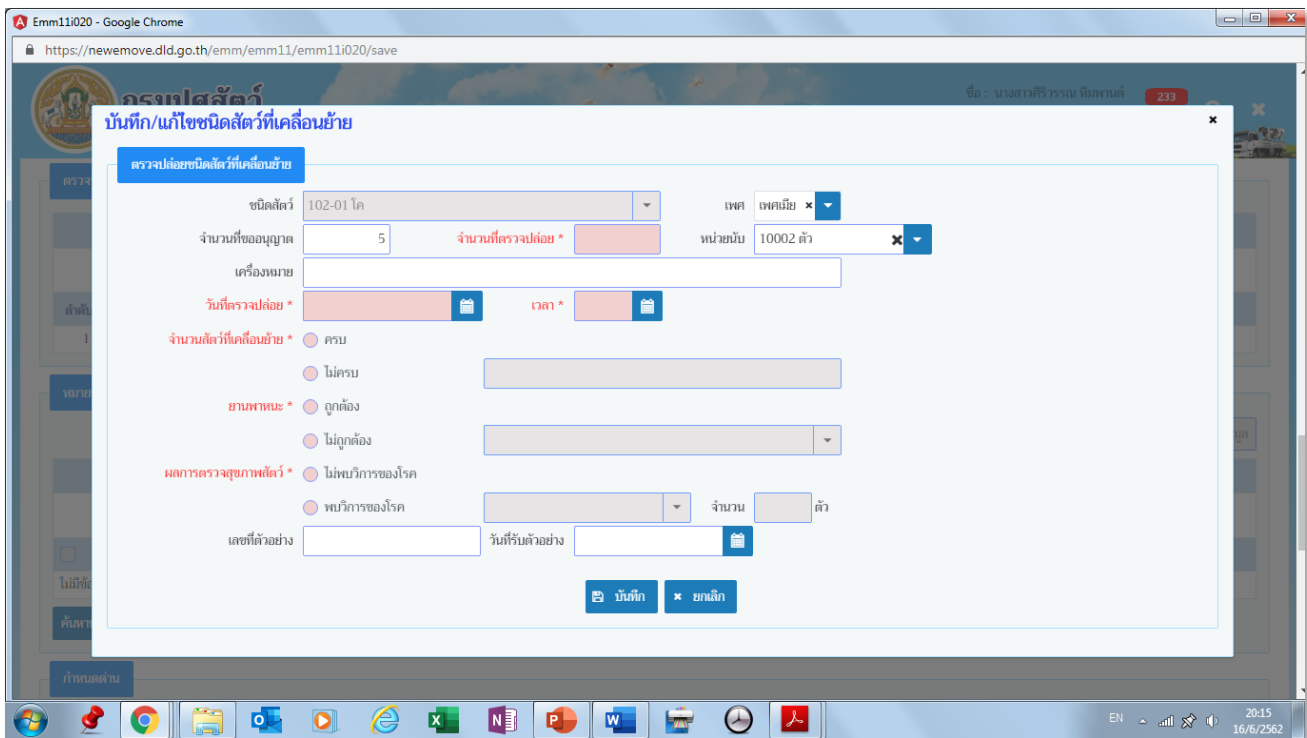 Emm11i020 - Google Chrome
https://newemove.dld.go.th/emm/emm11/emm11i020/save
กรมปศุสัตว์
ชื่อ : นางสาวศิริวรรณ พิมพานต์ 233
บันทึก/แก้ไขชนิดสัตว์ที่เคลื่อนย้าย
ตรวจปล่อยชนิดสัตว์ที่เคลื่อนย้าย
ชนิดสัตว์ 102-01 โค เพศ เพศเมีย
จำนวนที่ขออนุญาต 5 จำนวนที่ตรวจปล่อย * หน่วยนับ 10002 ตัว
เครื่องหมาย
ลำดับ วันที่ตรวจปล่อย * เวลา *
1 จำนวนสัตว์ที่เคลื่อนย้าย * ครบ
ไม่ครบ
ยานพาหนะ * ถูกต้อง
ไม่ถูกต้อง
ผลการตรวจสุขภาพสัตว์ * ไม่พบวิการของโรค
พบวิการของโรค จำนวน ตัว
เลขที่ตัวอย่าง วันที่รับตัวอย่าง
บันทึก ยกเลิก
กำหนดด่าน
EN 20:15
16/6/2562